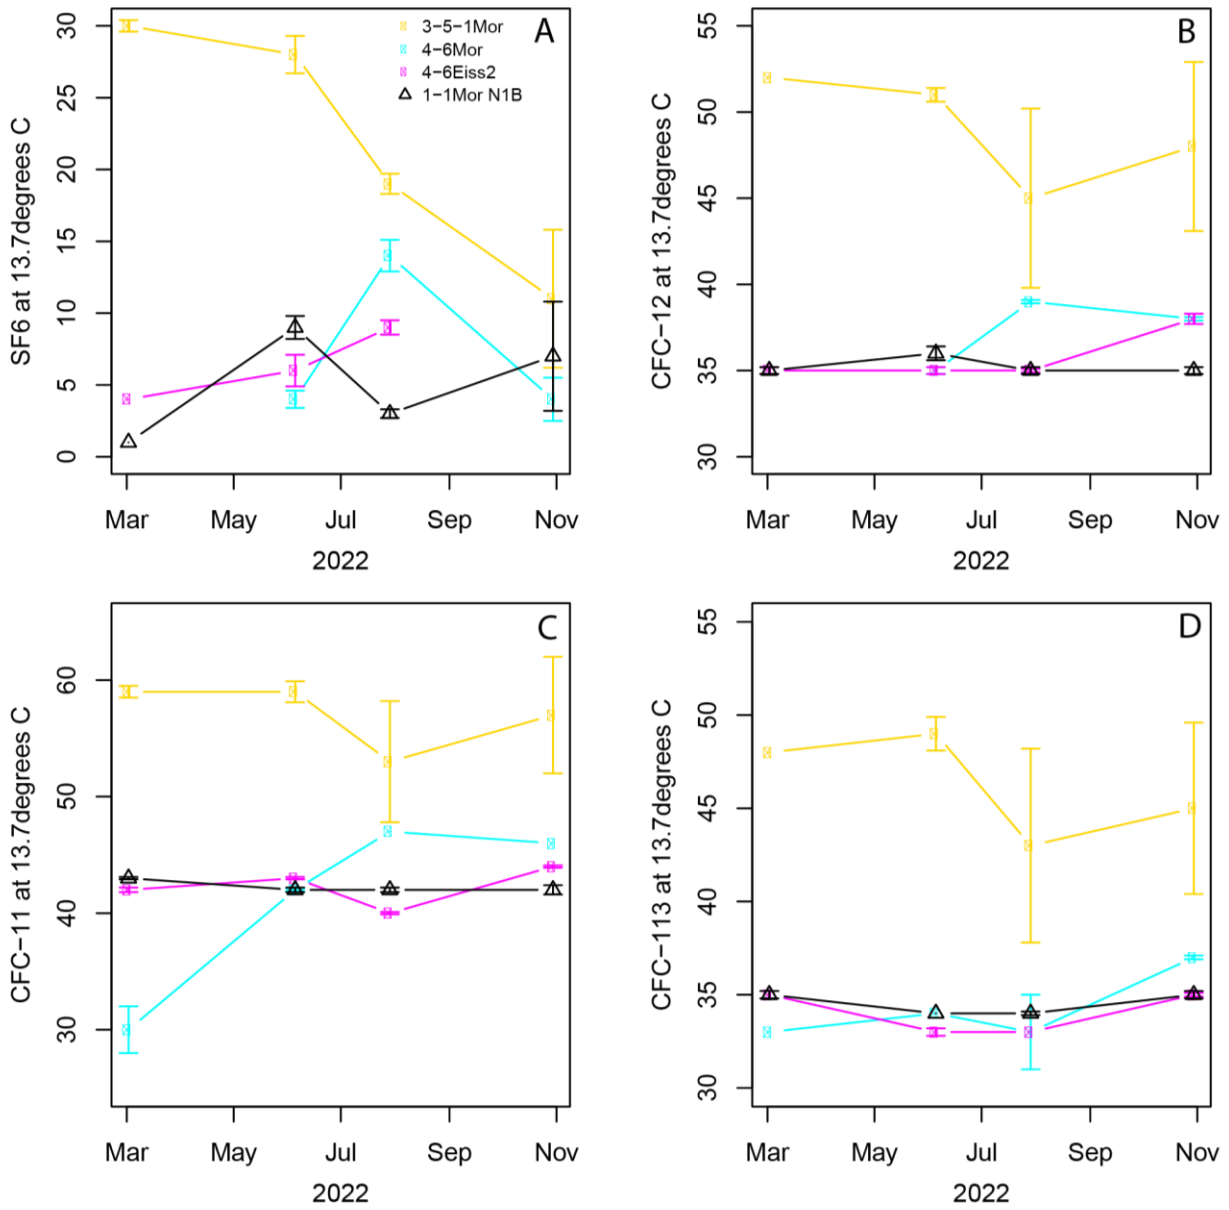 A
3−5−1Mor
4−6Mor
4−6Eiss2
1−1Mor N1B
SF6 at 13.7degrees C
30
25
20
15
10
5
0
Mar May Jul Sep Nov
2022
B
CFC−12 at 13.7degrees C
55
50
45
40
35
30
Mar May Jul Sep Nov
2022
C
CFC−11 at 13.7degrees C
60
50
40
30
Mar May Jul Sep Nov
2022
D
CFC−113 at 13.7degrees C
55
50
45
40
35
30
Mar May Jul Sep Nov
2022